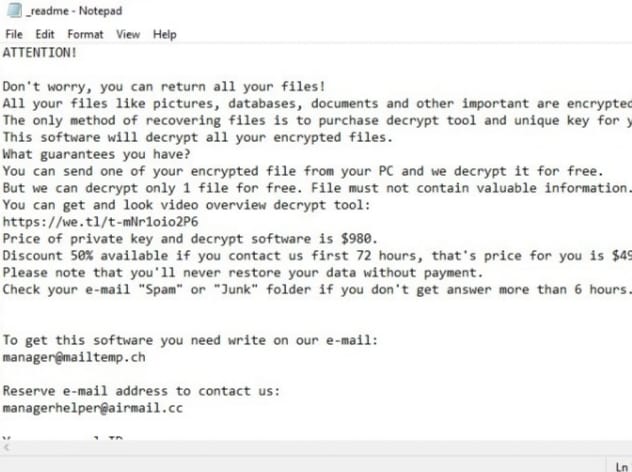 _readme - Notepad
File Edit Format View Help
ATTENTION!
Don't worry, you can return all your files!
All your files like pictures, databases, documents and other important are encrypted
The only method of recovering files is to purchase decrypt tool and unique key for
This software will decrypt all your encrypted files.
What guarantees you have?
You can send one of your encrypted file from your PC and we decrypt it for free.
But we can decrypt only 1 file for free. File must not contain valuable information.
You can get and look video overview decrypt tool:
https://we.tl/t-mNr1oio2P6
Price of private key and decrypt software is $980.
Discount 50% available if you contact us first 72 hours, that's price for you is $49
Please note that you'll never restore your data without payment.
Check your e-mail "Spam" or "Junk" folder if you don't get answer more than 6 hours.
To get this software you need write on our e-mail:
manager@mailtemp.ch
Reserve e-mail address to contact us:
managerhelper@airmail.cc
Ln